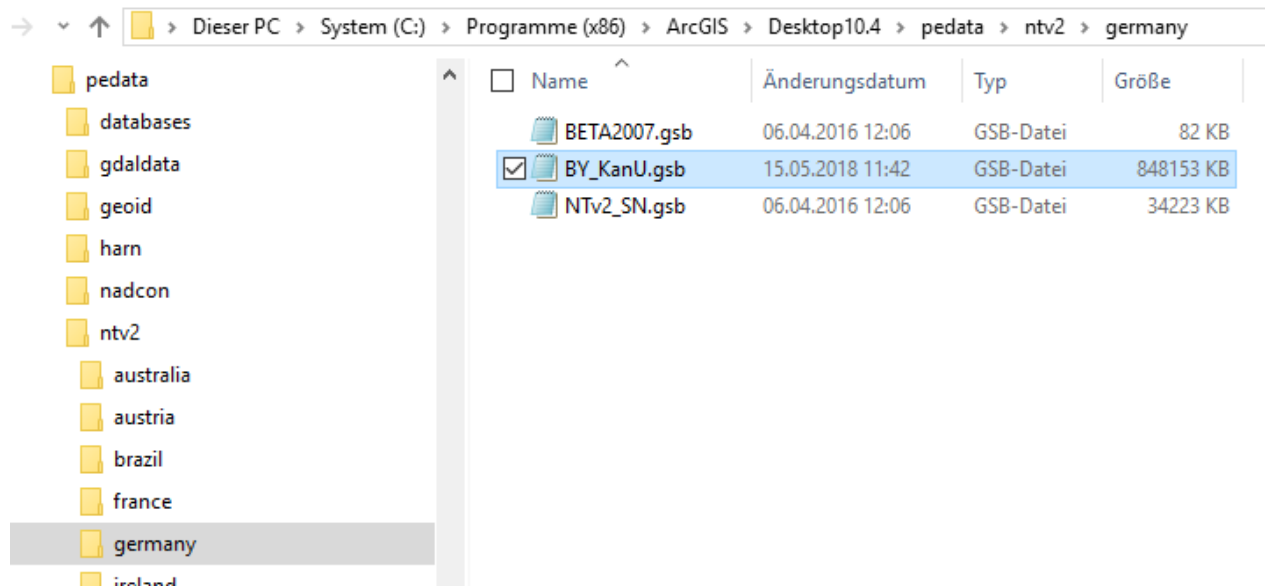 Dieser PC > System (C:) > Programme (x86) > ArcGIS > Desktop10.4 > pedata > ntv2 > germany
pedata
databases
gdaldata
geoid
harn
nadcon
ntv2
australia
austria
brazil
france
germany
ireland
Name Änderungsdatum Typ Größe
BETA2007.gsb 06.04.2016 12:06 GSB-Datei 82 KB
BY_KanU.gsb 15.05.2018 11:42 GSB-Datei 848153 KB
NTv2_SN.gsb 06.04.2016 12:06 GSB-Datei 34223 KB